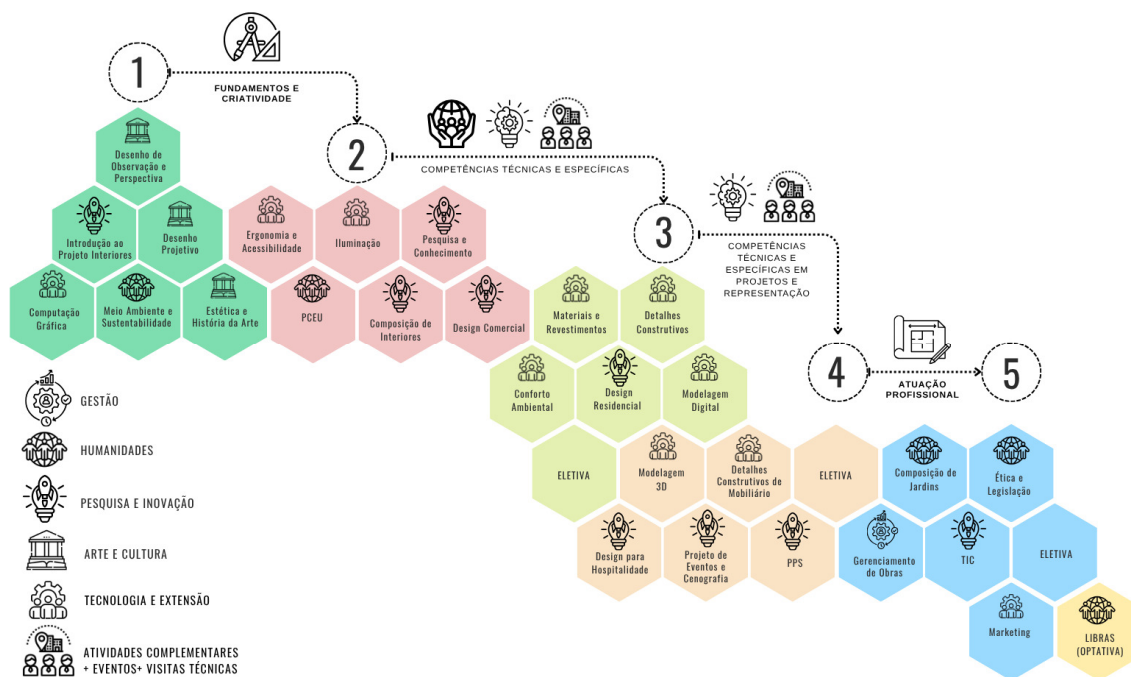 1
FUNDAMENTOS E
CRIATIVIDADE
2
COMPETÊNCIAS TÉCNICAS E ESPECÍFICAS
3
COMPETÊNCIAS
TÉCNICAS E
ESPECÍFICAS EM
PROJETOS E
REPRESENTAÇÃO
4
ATUAÇÃO
PROFISSIONAL
5
Desenho de
Observação e
Perspectiva
Introdução ao
Projeto Interiores
Desenho
Projetivo
Computação
Gráfica
Meio Ambiente e
Sustentabilidade
Estética e
História da Arte
Ergonomia e
Acessibilidade
Iluminação
Pesquisa e
Conhecimento
PCEU
Composição de
Interiores
Design Comercial
Materiais e
Revestimentos
Detalhes
Construtivos
Conforto
Ambiental
Design
Residencial
Modelagem
Digital
ELETIVA
Modelagem
3D
Detalhes
Construtivos de
Mobiliário
ELETIVA
Design para
Hospitalidade
Projeto de
Eventos e
Cenografia
PPS
Composição de
Jardins
Ética e
Legislação
Gerenciamento
de Obras
TIC
ELETIVA
Marketing
LIBRAS
(OPTATIVA)
GESTÃO
HUMANIDADES
PESQUISA E INOVAÇÃO
ARTE E CULTURA
TECNOLOGIA E EXTENSÃO
ATIVIDADES COMPLEMENTARES
+ EVENTOS+ VISITAS TÉCNICAS